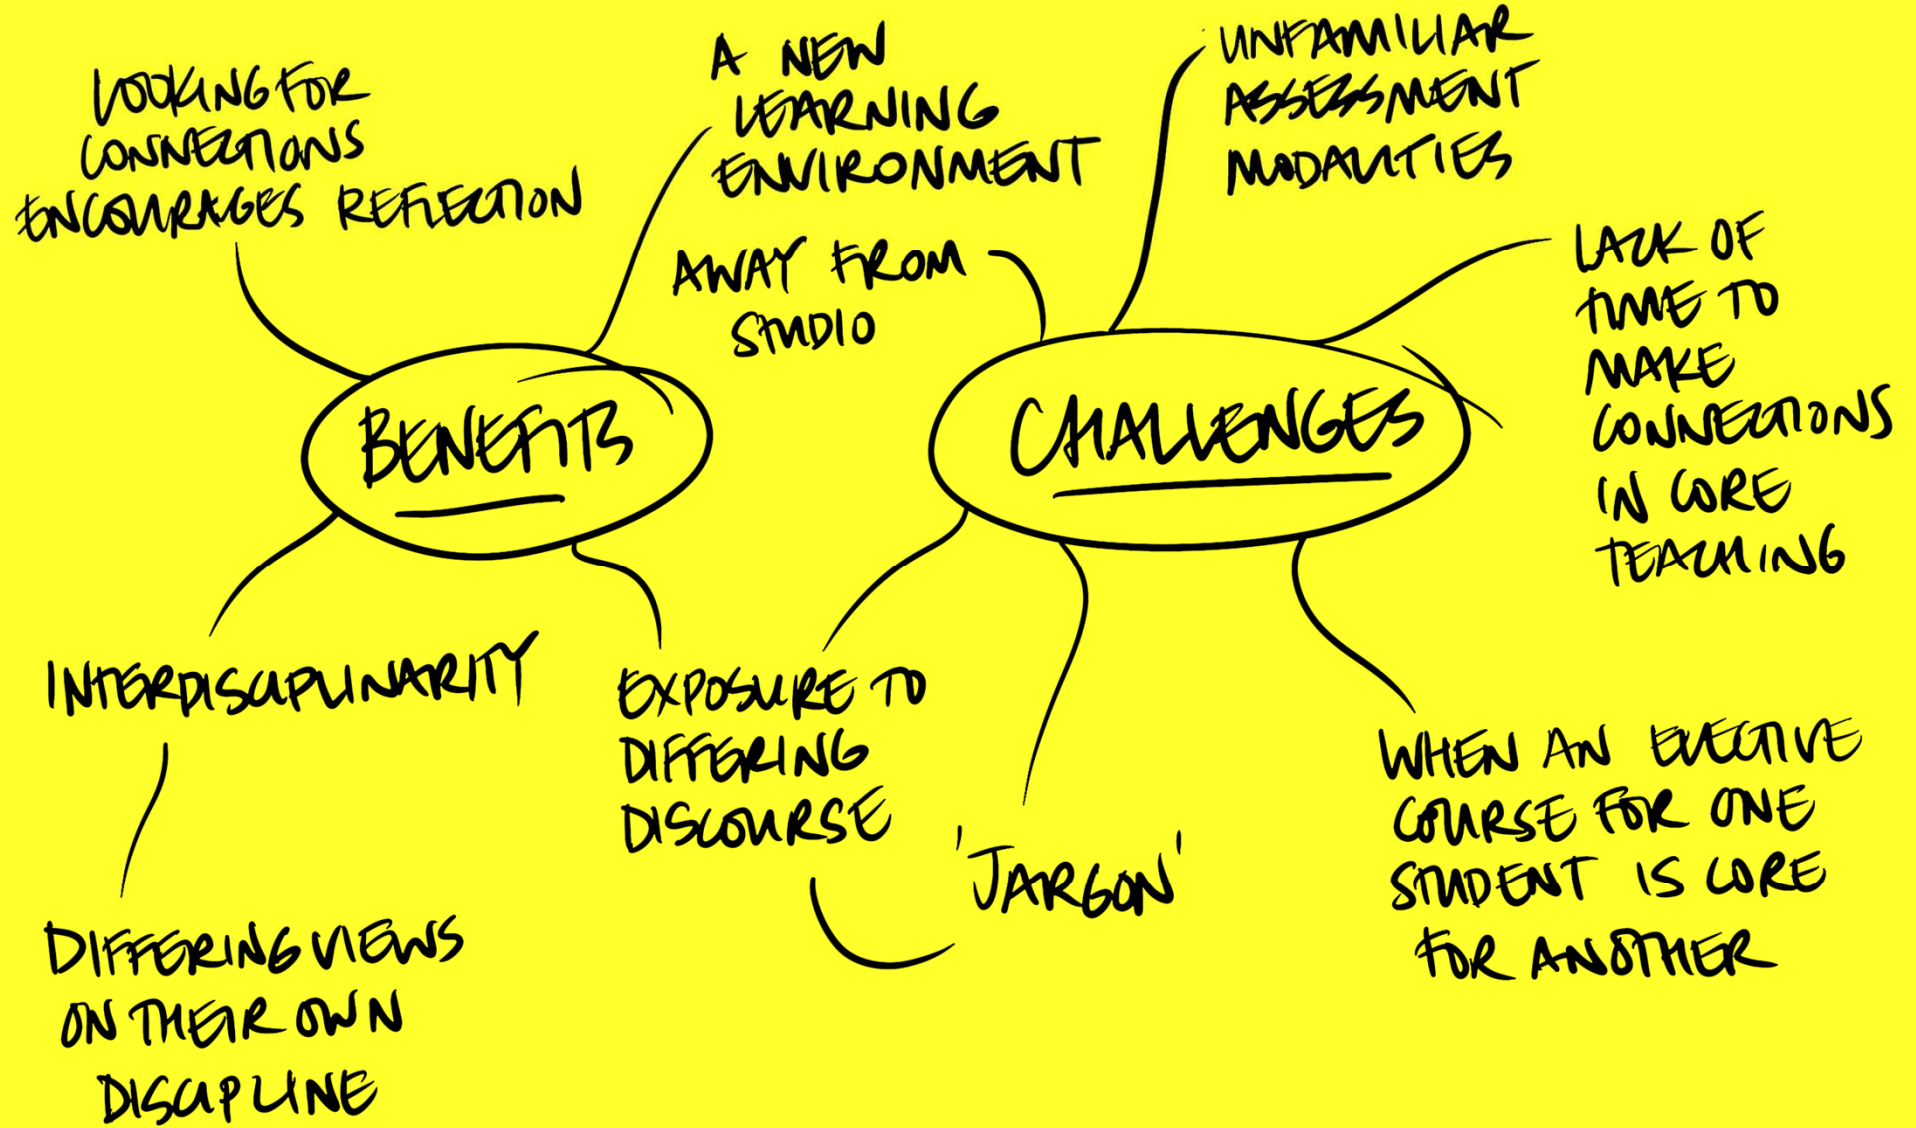 LOOKING FOR
CONNECTIONS
ENCOURAGES REFLECTION
A NEW
LEARNING
ENVIRONMENT
UNFAMILIAR
ASSESSMENT
MODALITIES
AWAY FROM
STUDIO
LACK OF
TIME TO
MAKE
CONNECTIONS
IN CORE
TEACHING
BENEFITS
CHALLENGES
INTERDISCIPLINARITY
EXPOSURE TO
DIFFERING
DISCOURSE
'JARGON'
WHEN AN ELECTIVE
COURSE FOR ONE
STUDENT IS CORE
FOR ANOTHER
DIFFERING VIEWS
ON THEIR OWN
DISCIPLINE